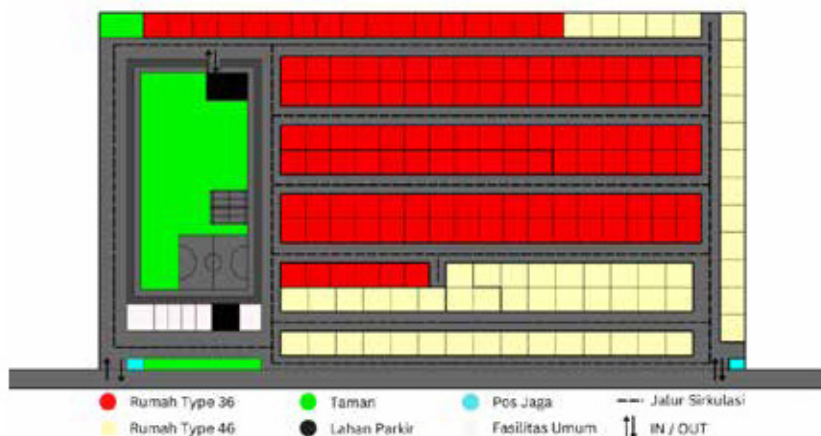 Rumah Type 36
Taman
Pos Jaga
Jalur Sirkulasi
Rumah Type 46
Lahan Parkir
Fasilitas Umum
IN / OUT